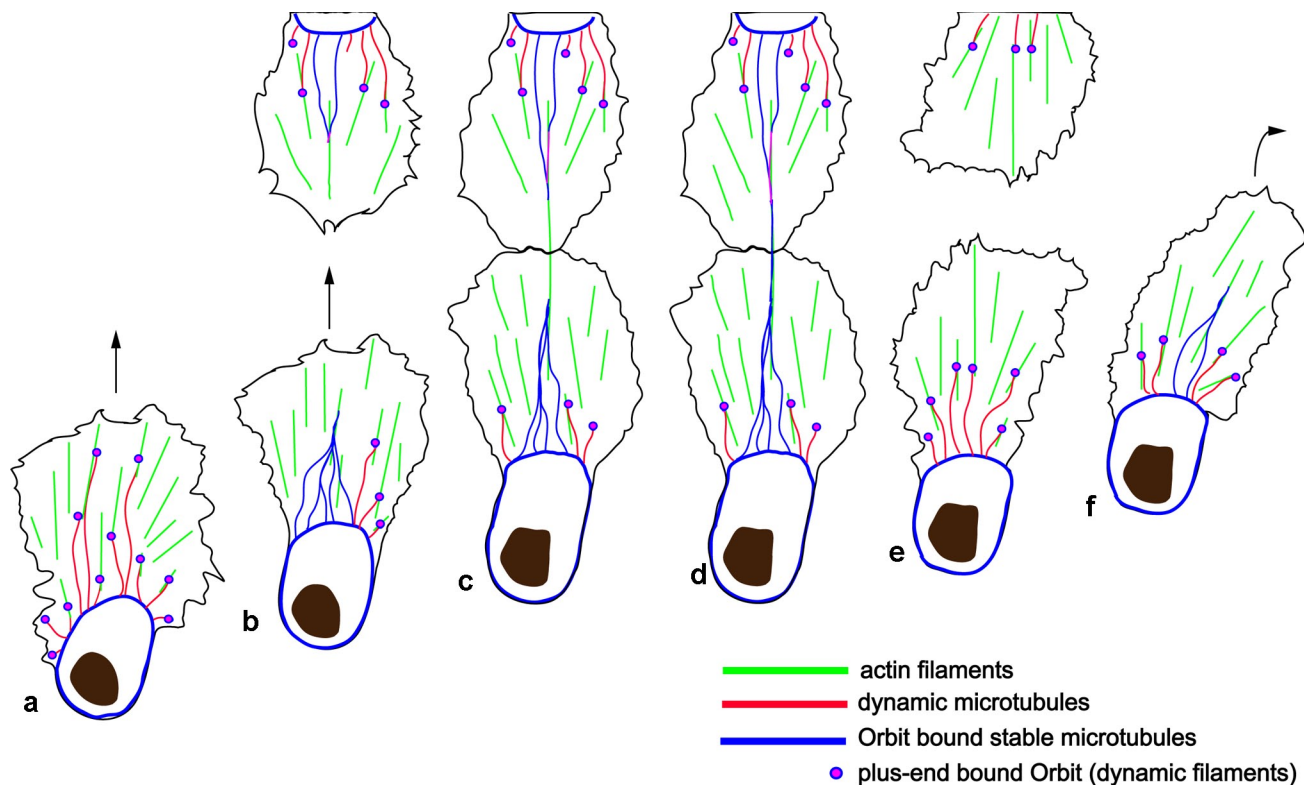 a
b
c
d
e
f
actin filaments
dynamic microtubules
Orbit bound stable microtubules
plus-end bound Orbit (dynamic filaments)